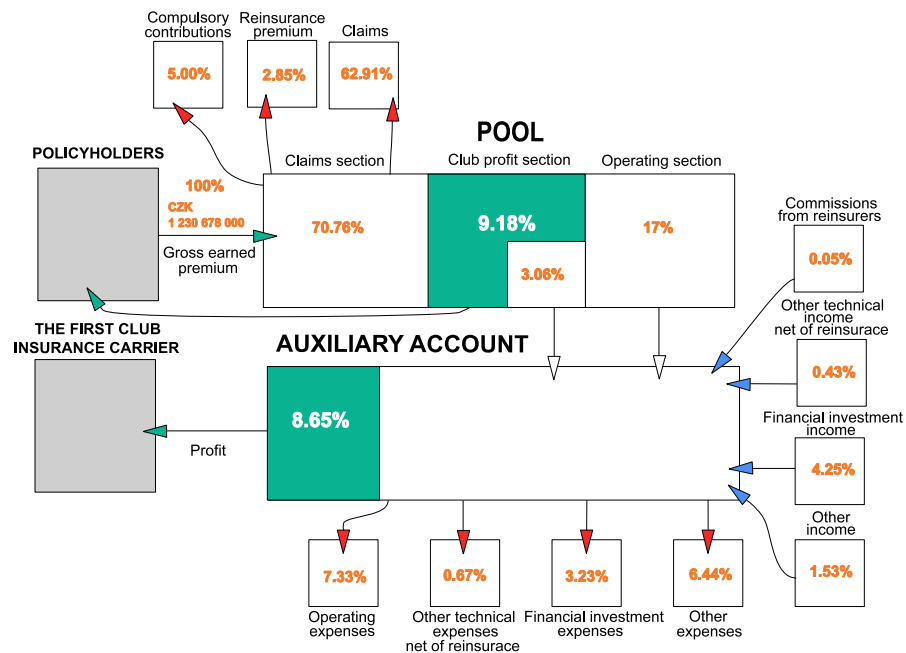 Compulsory
contributions
Reinsurance
premium
Claims
5.00%
2.85%
62.91%
POOL
POLICYHOLDERS
Claims section
Club profit section
Operating section
100%
CZK
1 230 678 000
Gross earned
premium
70.76%
9.18%
3.06%
17%
Commissions
from reinsurers
0.05%
Other technical
income
net of reinsurace
0.43%
THE FIRST CLUB
INSURANCE CARRIER
AUXILIARY ACCOUNT
8.65%
Profit
Financial investment
income
4.25%
Other
income
1.53%
7.33%
0.67%
3.23%
6.44%
Operating
expenses
Other technical
expenses
net of reinsurace
Financial investment
expenses
Other
expenses